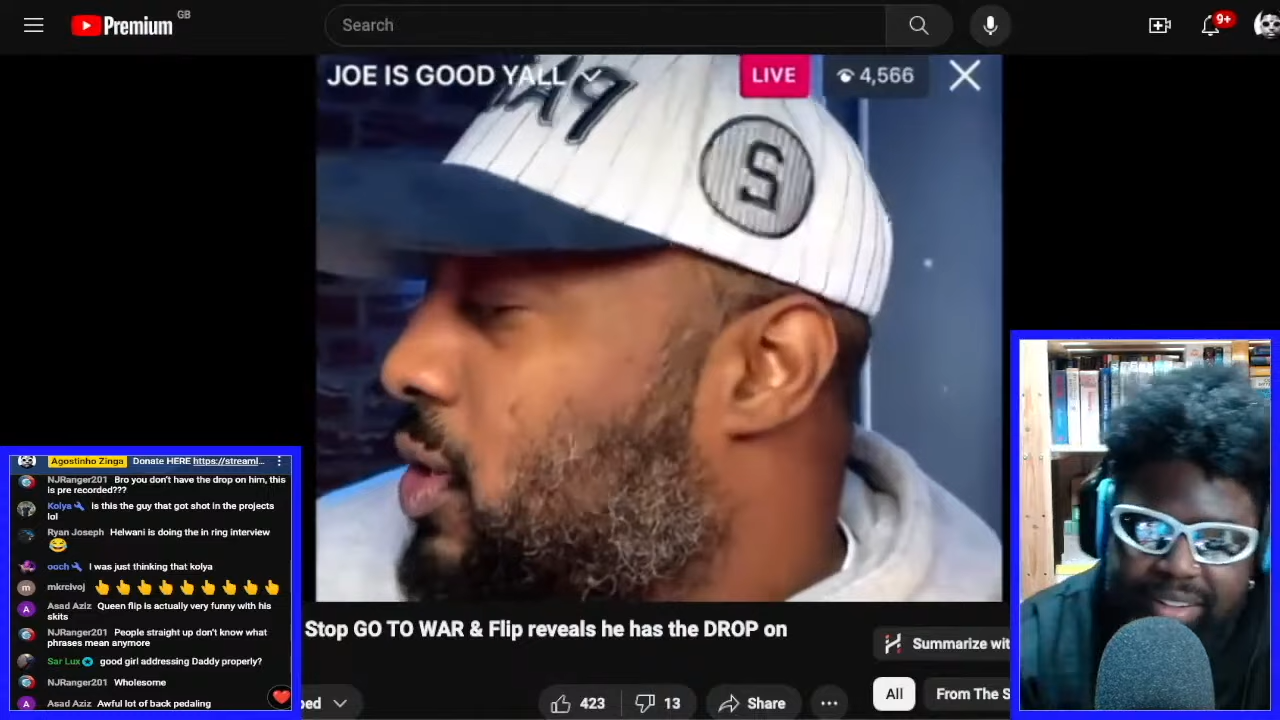 Premium
GB
Search
9+
JOE IS GOOD YALL
LIVE
4,566
S
Agostinho Zinga Donate HERE https://streaml...
NJRanger201 Bro you don't have the drop on him, this
is pre recorded???
Kolya Is this the guy that got shot in the projects
lol
Ryan Joseph Helwani is doing the in ring interview
😂
ooch I was just thinking that kolya
mkrcivoj 👆👆👆👆👆👆👆👆👆
Asad Aziz Queen flip is actually very funny with his
skits
NJRanger201 People straight up don't know what
phrases mean anymore
Sar Lux good girl addressing Daddy properly?
NJRanger201 Wholesome
Asad Aziz Awful lot of back pedaling
Stop GO TO WAR & Flip reveals he has the DROP on
Summarize wit
bed
423
13
Share
All
From The S